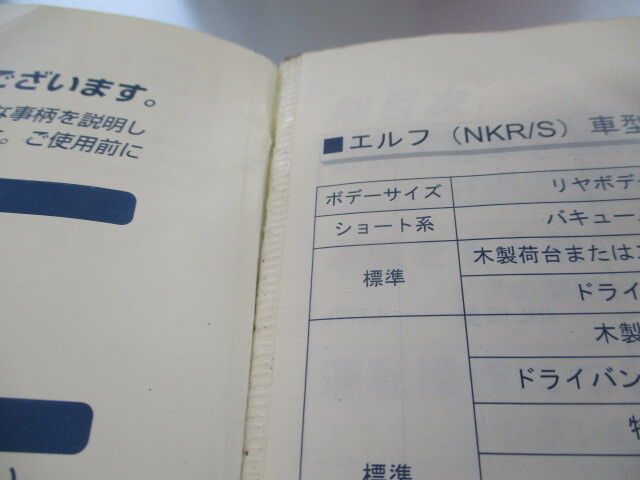 ございます。
な事柄を説明し
。ご使用前に
■エルフ（NKR/S）車型
ボデーサイズ
リヤボデー
ショート系
バキュー
標準
木製荷台または
ドライ
木製
ドライバン
標準